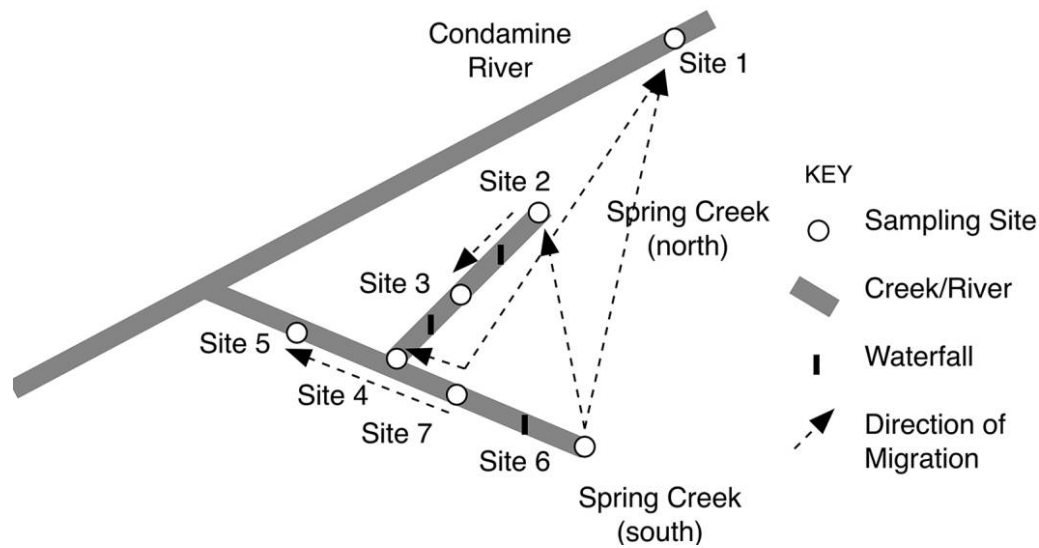 Condamine
River
Site 1
Site 2
Spring Creek
(north)
Site 3
Site 5
Site 4
Site 7
Site 6
Spring Creek
(south)
KEY
Sampling Site
Creek/River
Waterfall
Direction of
Migration